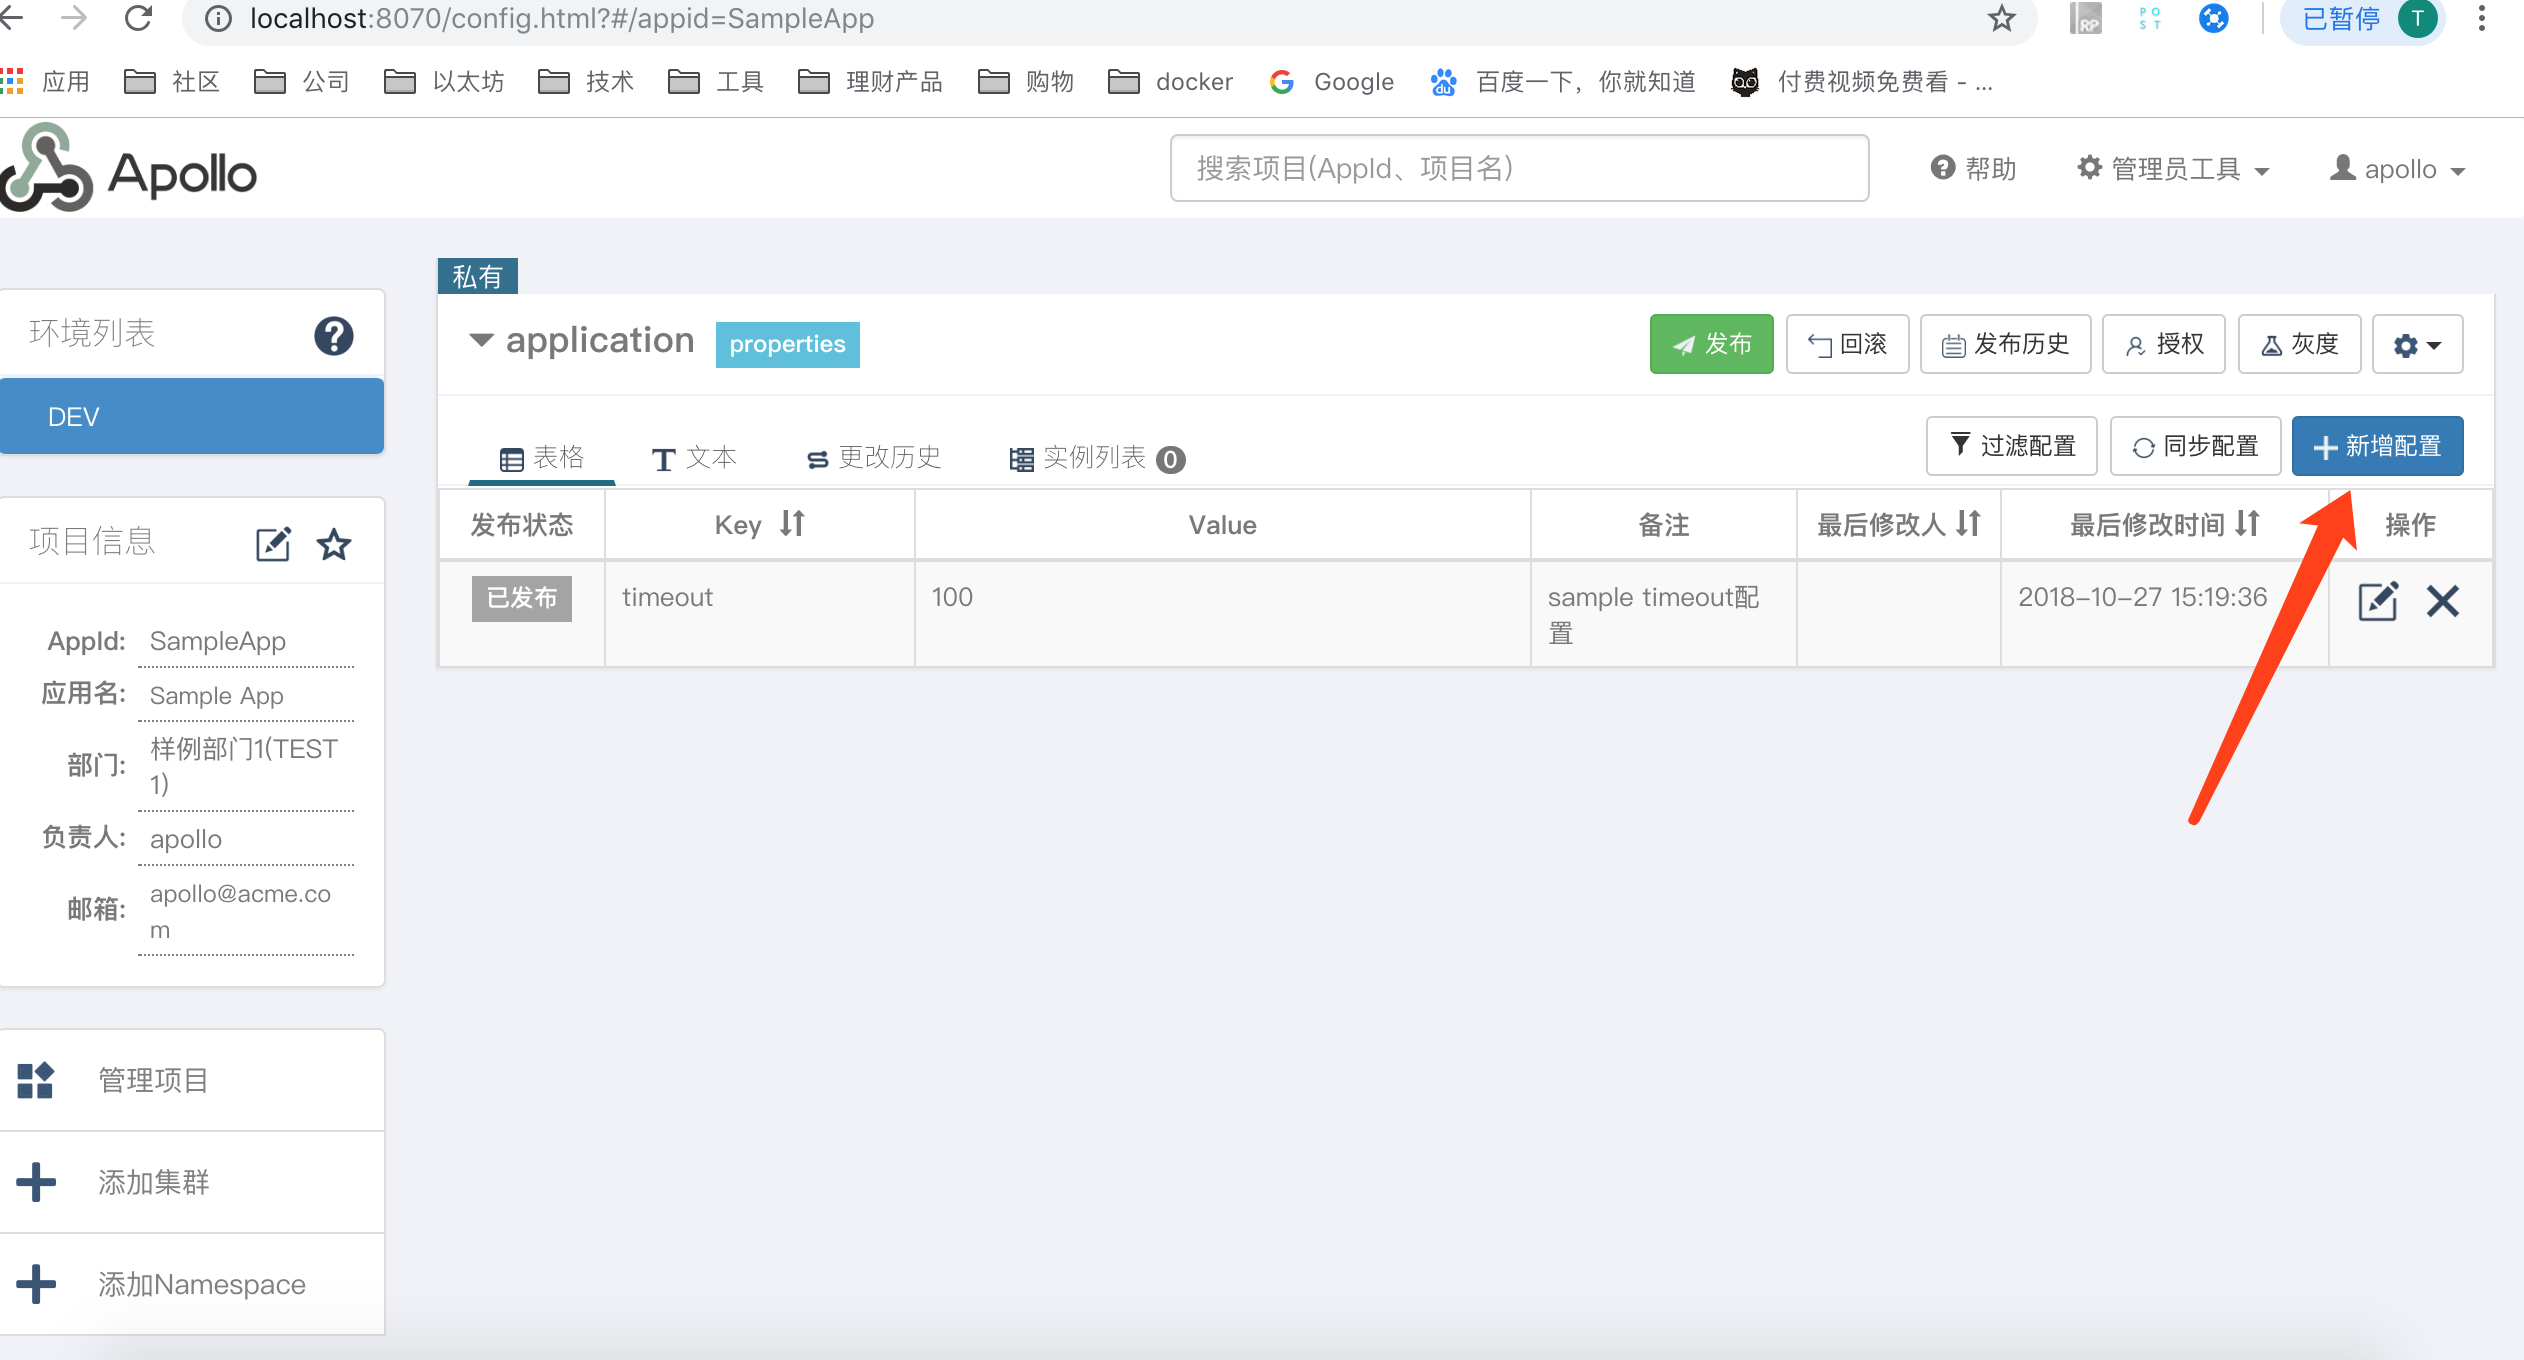 localhost:8070/config.html?#/appid=SampleApp
已暂停 T
应用 社区 公司 以太坊 技术 工具 理财产品 购物 docker Google 百度一下，你就知道 付费视频免费看 - ...
Apollo
搜索项目(AppId、项目名)
帮助 管理员工具 apollo
私有
环境列表
DEV
application properties
发布 回滚 发布历史 授权 灰度
表格 文本 更改历史 实例列表 0
过滤配置 同步配置 新增配置
发布状态 Key Value 备注 最后修改人 最后修改时间 操作
已发布 timeout 100 sample timeout配 2018-10-27 15:19:36
置
项目信息
AppId: SampleApp
应用名: Sample App
部门: 样例部门1(TEST
1)
负责人: apollo
邮箱: apollo@acme.co
m
管理项目
添加集群
添加Namespace